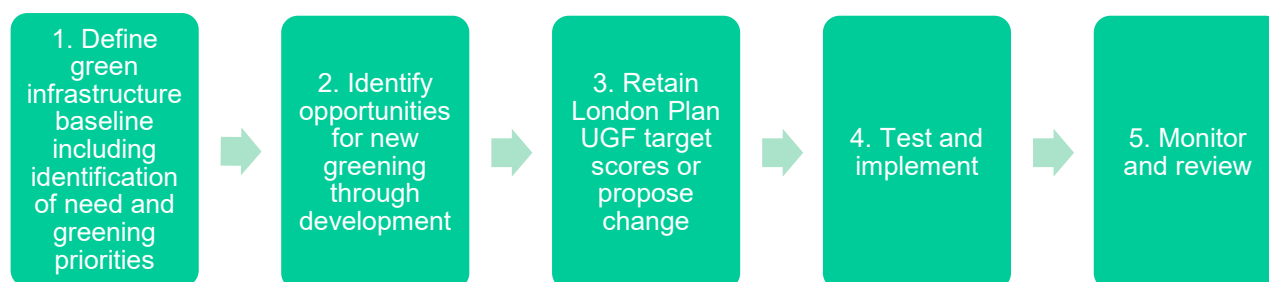 1. Define
green
infrastructure
baseline
including
identification
of need and
greening
priorities
2. Identify
opportunities
for new
greening
through
development
3. Retain
London Plan
UGF target
scores or
propose
change
4. Test and
implement
5. Monitor
and review